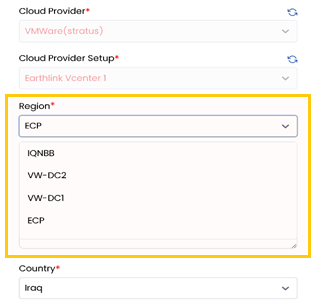 Cloud Provider*
VMWare(stratus)
Cloud Provider Setup*
Earthlink Vcenter 1
Region*
ECP
IQNBB
VW-DC2
VW-DC1
ECP
Country*
Iraq